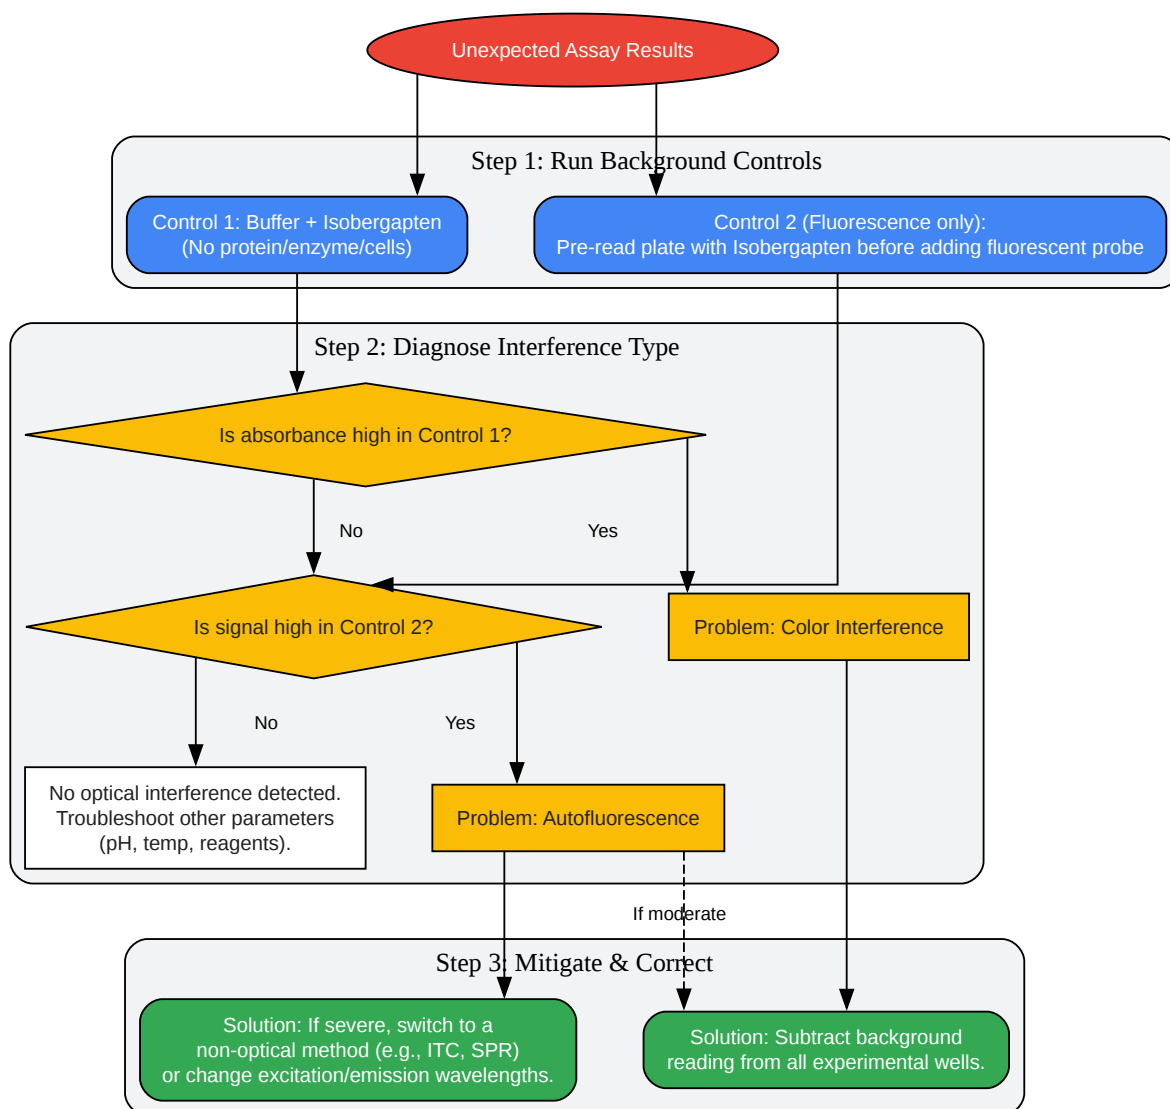 Unexpected Assay Results
Step 1: Run Background Controls
Control 1: Buffer + Isobergapten
(No protein/enzyme/cells)
Control 2 (Fluorescence only):
Pre-read plate with Isobergapten before adding fluorescent probe
Step 2: Diagnose Interference Type
Is absorbance high in Control 1?
No
Yes
Is signal high in Control 2?
Problem: Color Interference
No
Yes
No optical interference detected.
Troubleshoot other parameters
(pH, temp, reagents).
Problem: Autofluorescence
If moderate
Step 3: Mitigate & Correct
Solution: If severe, switch to a
non-optical method (e.g., ITC, SPR)
or change excitation/emission wavelengths.
Solution: Subtract background
reading from all experimental wells.